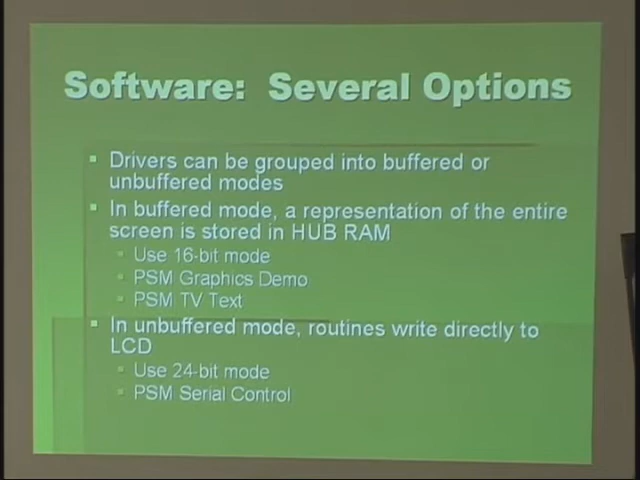 Software: Several Options
Drivers can be grouped into buffered or
unbuffered modes
In buffered mode, a representation of the entire
screen is stored in HUB RAM
Use 16-bit mode
PSM Graphics Demo
PSM TV Text
In unbuffered mode, routines write directly to
LCD
Use 24-bit mode
PSM Serial Control